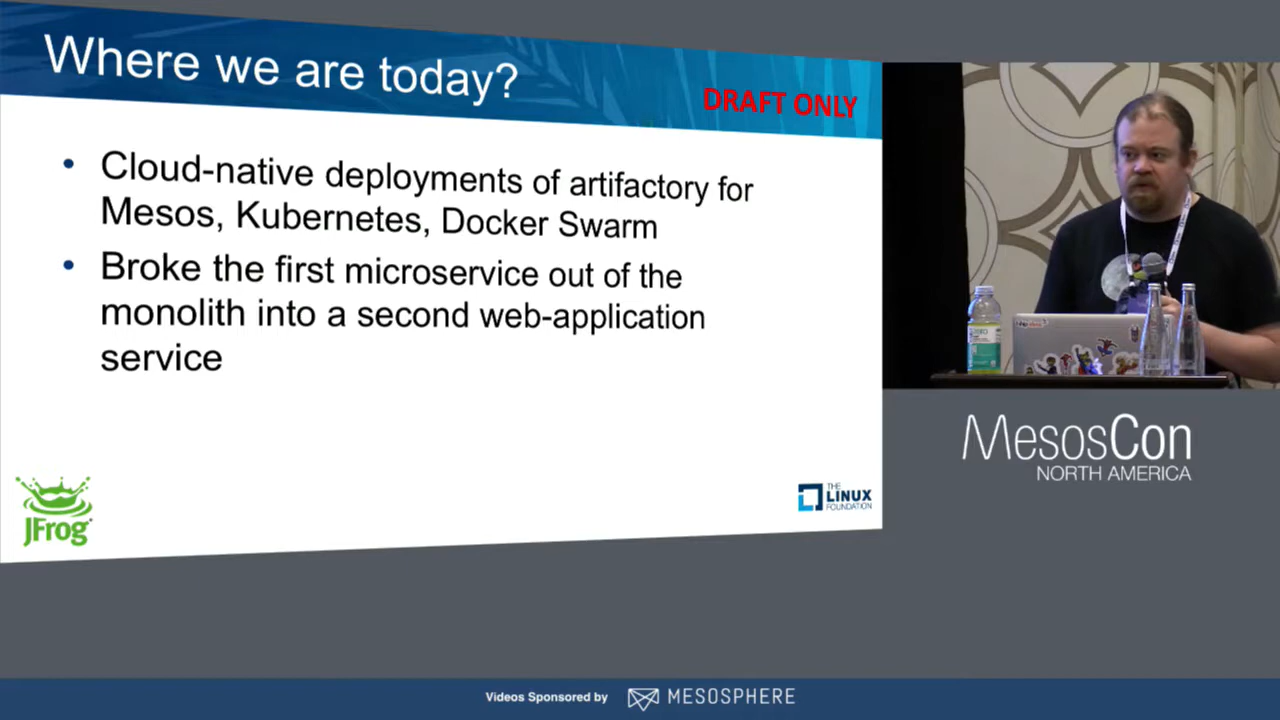 Where we are today?
DRAFT ONLY
• Cloud-native deployments of artifactory for
Mesos, Kubernetes, Docker Swarm
• Broke the first microservice out of the
monolith into a second web-application
service
JFrog
THE
LINUX
FOUNDATION
MesosCon
NORTH AMERICA
Videos Sponsored by
MESOSPHERE